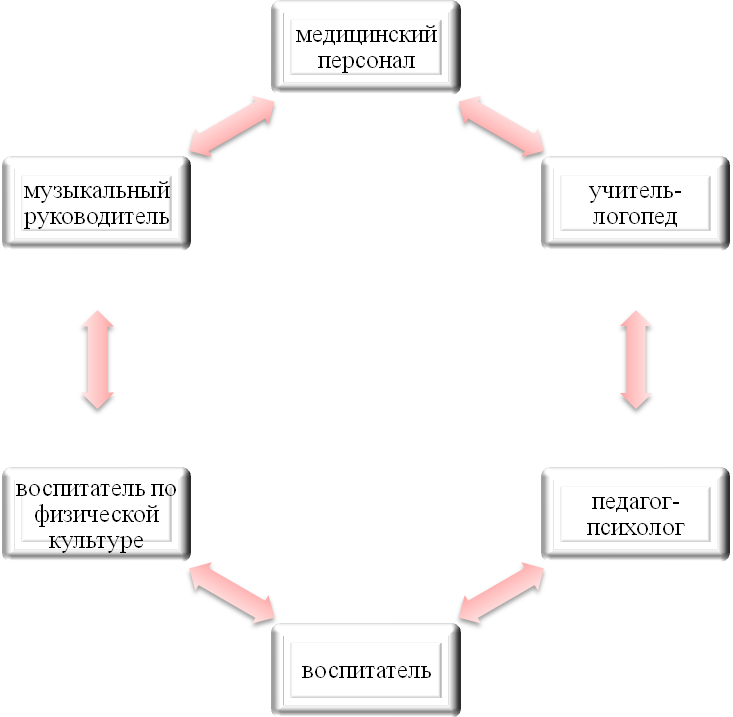 медицинский
персонал
музыкальный
руководитель
учитель-
логопед
воспитатель по
физической
культуре
педагог-
психолог
воспитатель